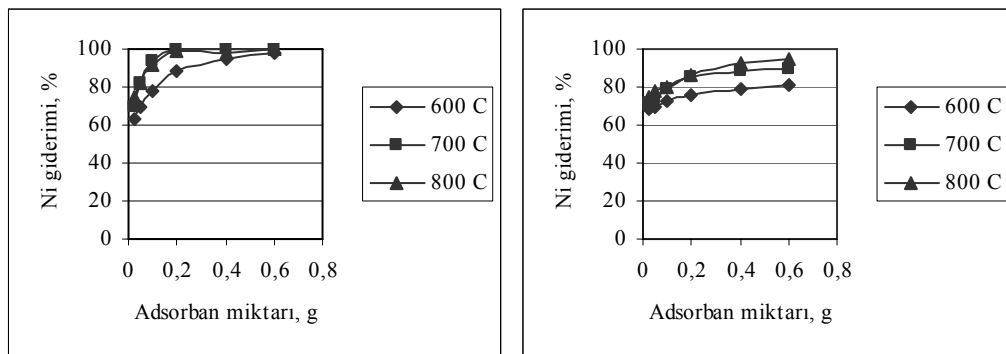 Ni giderimi, %
100
80
60
40
20
0
0 0,2 0,4 0,6 0,8
Adsorban miktarı, g
600 C
700 C
800 C
Ni giderimi, %
100
80
60
40
20
0
0 0,2 0,4 0,6 0,8
Adsorban miktarı, g
600 C
700 C
800 C